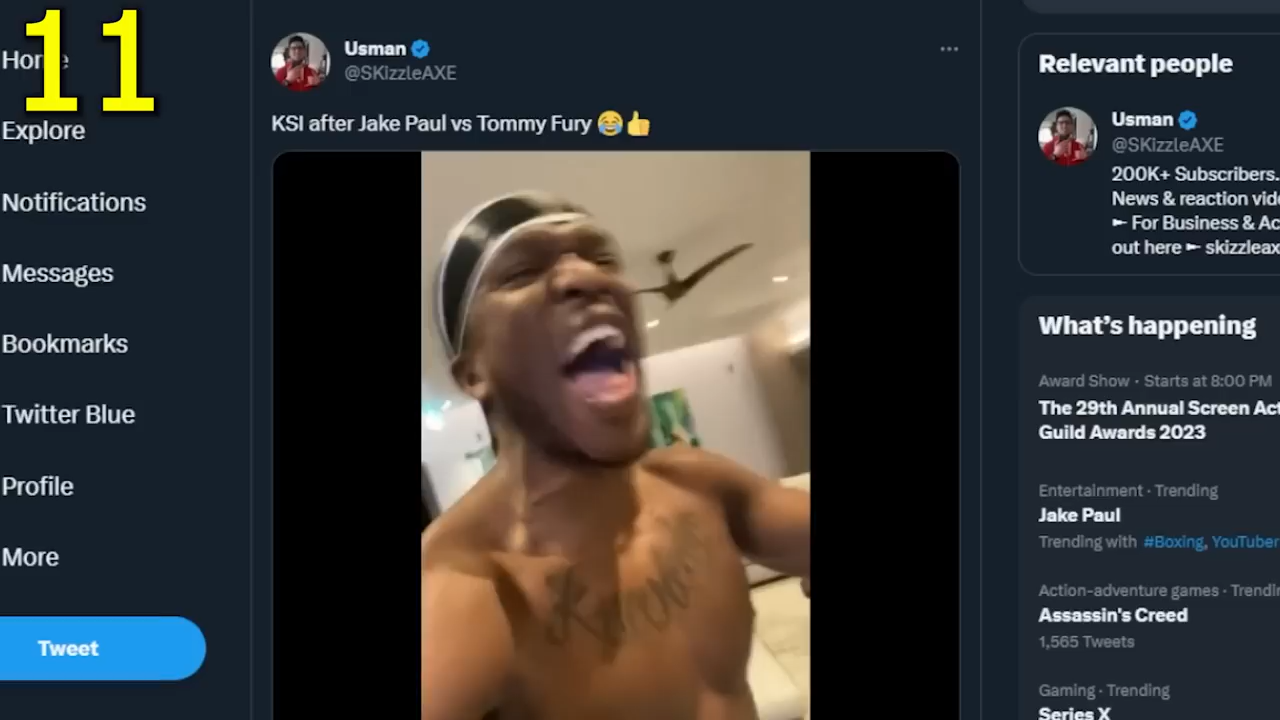 11
Home
Explore
Notifications
Messages
Bookmarks
Twitter Blue
Profile
More
Tweet
Usman
@SKizzleAXE
KSI after Jake Paul vs Tommy Fury 😂👍
Relevant people
Usman
@SKizzleAXE
200K+ Subscribers.
News & reaction vid
► For Business & Ac
out here ► skizzleax
What's happening
Award Show · Starts at 8:00 PM
The 29th Annual Screen Act
Guild Awards 2023
Entertainment · Trending
Jake Paul
Trending with #Boxing, YouTuber
Action-adventure games · Trendin
Assassin's Creed
1,565 Tweets
Gaming · Trending
Series X